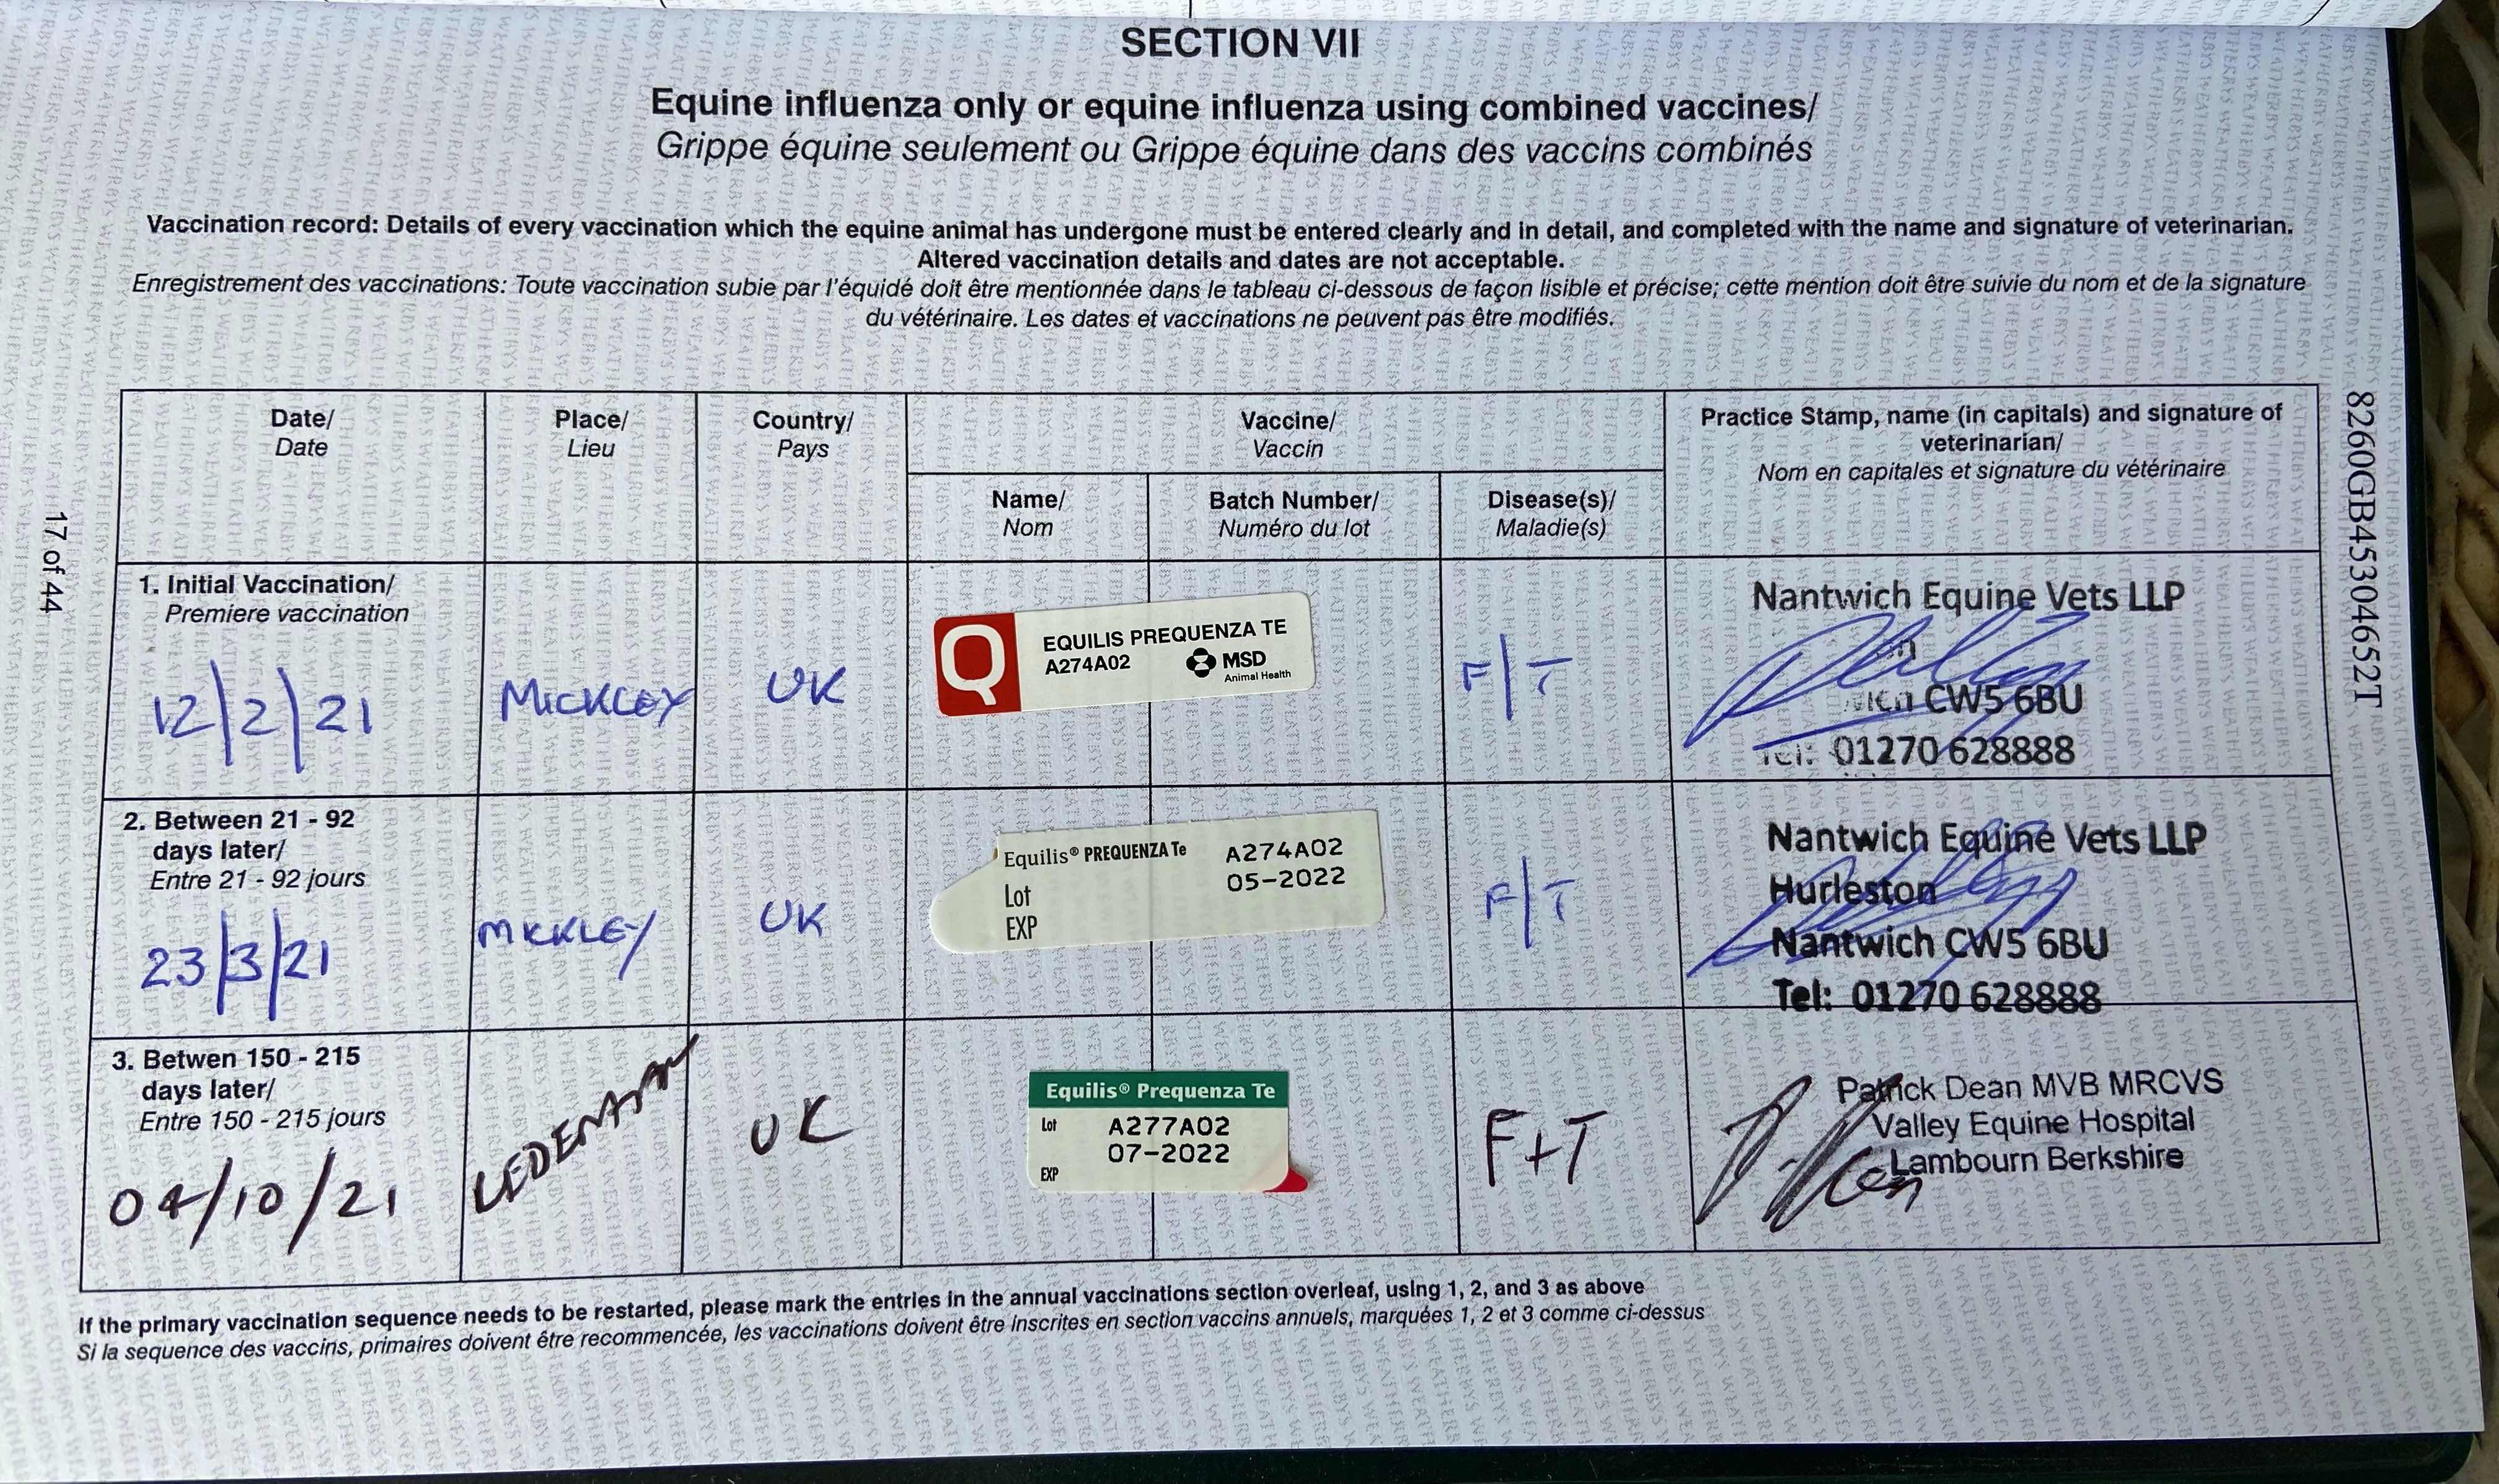 SECTION VII
Equine influenza only or equine influenza using combined vaccines/
Grippe équine seulement ou Grippe équine dans des vaccins combinés
Vaccination record: Details of every vaccination which the equine animal has undergone must be entered clearly and in detail, and completed with the name and signature of veterinarian.
Altered vaccination details and dates are not acceptable.
Enregistrement des vaccinations: Toute vaccination subie par l'équidé doit être mentionnée dans le tableau ci-dessous de façon lisible et précise; cette mention doit être suivie du nom et de la signature
du vétérinaire. Les dates et vaccinations ne peuvent pas être modifiés.
Date/
Date
Place/
Lieu
Country/
Pays
Vaccine/
Vaccin
Name/
Nom
Batch Number/
Numéro du lot
Disease(s)/
Maladie(s)
Practice Stamp, name (in capitals) and signature of
veterinarian/
Nom en capitales et signature du vétérinaire
1. Initial Vaccination/
Premiere vaccination
12/2/21
MICKLEY
UK
Q
EQUILIS PREQUENZA TE
A274A02
MSD
Animal Health
F/T
Nantwich Equine Vets LLP
CW5 6BU
Tel: 01270 628888
2. Between 21 - 92
days later/
Entre 21 - 92 jours
23/3/21
MICKLEY
UK
Equilis® PREQUENZA Te
A274A02
05-2022
Lot
EXP
F/T
Nantwich Equine Vets LLP
Hurleston
Nantwich CW5 6BU
Tel: 01270 628888
3. Betwen 150 - 215
days later/
Entre 150 - 215 jours
04/10/21
UK
Equilis® Prequenza Te
Lot A277A02
07-2022
EXP
F+T
Patrick Dean MVB MRCVS
Valley Equine Hospital
Lambourn Berkshire
If the primary vaccination sequence needs to be restarted, please mark the entries in the annual vaccinations section overleaf, using 1, 2, and 3 as above
Si la sequence des vaccins, primaires doivent être recommencée, les vaccinations doivent être inscrites en section vaccins annuels, marquées 1, 2 et 3 comme ci-dessus
17 of 44
8260GB45304652T